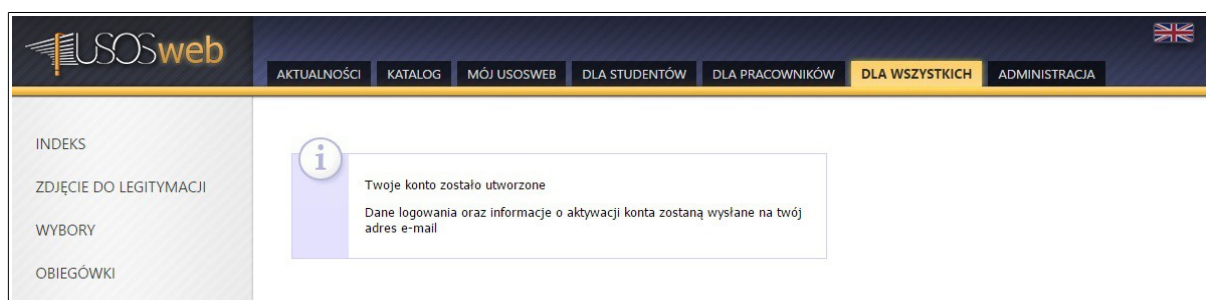 USOSweb
AKTUALNOŚCI KATALOG MÓJ USOSWEB DLA STUDENTÓW DLA PRACOWNIKÓW DLA WSZYSTKICH ADMINISTRACJA
INDEKS
ZDJĘCIE DO LEGITYMACJI
WYBORY
OBIEGÓWKI
i
Twoje konto zostało utworzone
Dane logowania oraz informacje o aktywacji konta zostaną wysłane na twój
adres e-mail